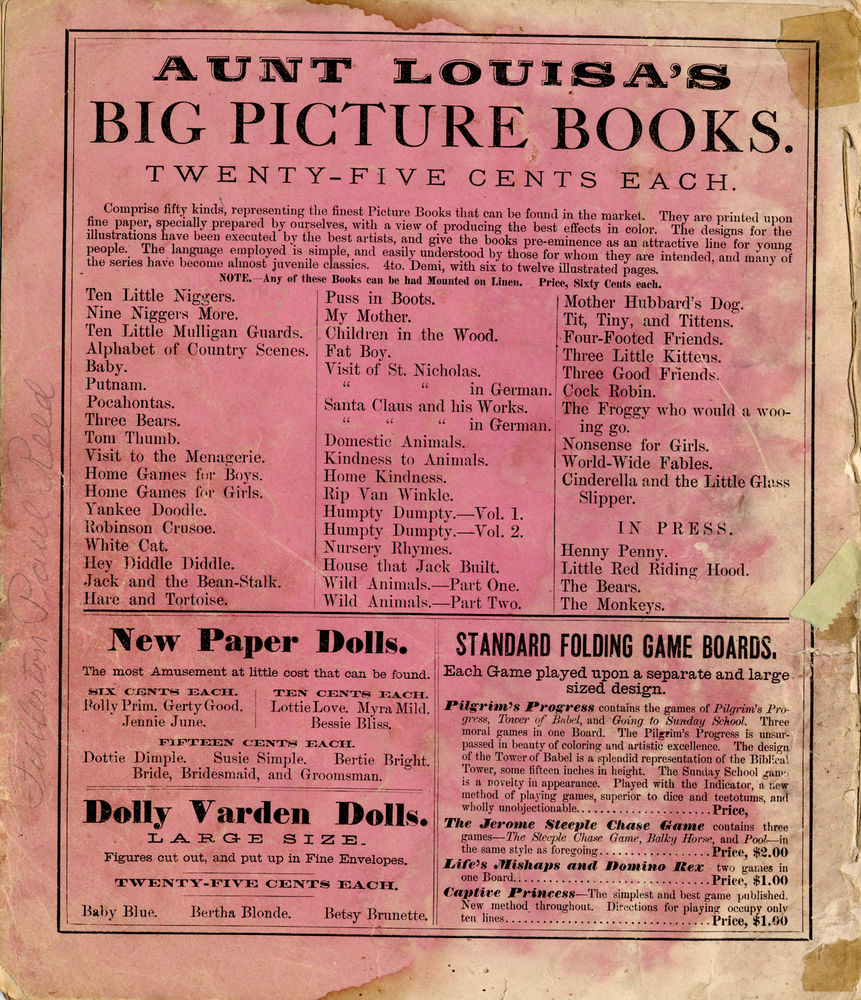 AUNT LOUISA'S
BIG PICTURE BOOKS.
TWENTY-FIVE CENTS EACH.
Comprise fifty kinds, representing the finest Picture Books that can be found in the market. They are printed upon
fine paper, specially prepared by ourselves, with a view of producing the best effects in color. The designs for the
illustrations have been executed by the best artists, and give the books pre-eminence as an attractive line for young
people. The language employed is simple, and easily understood by those for whom they are intended, and many of
the series have become almost juvenile classics. 4to. Demi, with six to twelve illustrated pages.
NOTE.—Any of these Books can be had Mounted on Linen. Price, Sixty Cents each.
Ten Little Niggers.
Nine Niggers More.
Ten Little Mulligan Guards.
Alphabet of Country Scenes.
Baby.
Putnam.
Pocahontas.
Three Bears.
Tom Thumb.
Visit to the Menagerie.
Home Games for Boys.
Home Games for Girls.
Yankee Doodle.
Robinson Crusoe.
White Cat.
Hey Diddle Diddle.
Jack and the Bean-Stalk.
Hare and Tortoise.
Puss in Boots.
My Mother.
Children in the Wood.
Fat Boy.
Visit of St. Nicholas.
" " in German.
Santa Claus and his Works.
" " " in German.
Domestic Animals.
Kindness to Animals.
Home Kindness.
Rip Van Winkle.
Humpty Dumpty.—Vol. 1.
Humpty Dumpty.—Vol. 2.
Nursery Rhymes.
House that Jack Built.
Wild Animals.—Part One.
Wild Animals.—Part Two.
Mother Hubbard's Dog.
Tit, Tiny, and Tittens.
Four-Footed Friends.
Three Little Kittens.
Three Good Friends.
Cock Robin.
The Froggy who would a woo-
ing go.
Nonsense for Girls.
World-Wide Fables.
Cinderella and the Little Glass
Slipper.
IN PRESS.
Henny Penny.
Little Red Riding Hood.
The Bears.
The Monkeys.
New Paper Dolls.
The most Amusement at little cost that can be found.
SIX CENTS EACH.
Polly Prim. Gerty Good.
Jennie June.
TEN CENTS EACH.
Lottie Love. Myra Mild.
Bessie Bliss.
FIFTEEN CENTS EACH.
Dottie Dimple. Susie Simple. Bertie Bright.
Bride, Bridesmaid, and Groomsman.
Dolly Varden Dolls.
LARGE SIZE.
Figures cut out, and put up in Fine Envelopes.
TWENTY-FIVE CENTS EACH.
Baby Blue. Bertha Blonde. Betsy Brunette.
STANDARD FOLDING GAME BOARDS.
Each Game played upon a separate and large
sized design.
Pilgrim's Progress contains the games of Pilgrim's Pro-
gress, Tower of Babel, and Going to Sunday School. Three
moral games in one Board. The Pilgrim's Progress is unsur-
passed in beauty of coloring and artistic excellence. The design
of the Tower of Babel is a splendid representation of the Biblical
Tower, some fifteen inches in height. The Sunday School game
is a novelty in appearance. Played with the Indicator, a new
method of playing games, superior to dice and teetotums, and
wholly unobjectionable......................Price,
The Jerome Steeple Chase Game contains three
games—The Steeple Chase Game, Balky Horse, and Pool—in
the same style as foregoing..................Price, $2.00
Life's Mishaps and Domino Rex two games in
one Board..............................Price, $1.00
Captive Princess—The simplest and best game published.
New method throughout. Directions for playing occupy only
ten lines................................Price, $1.00
Paul Reed